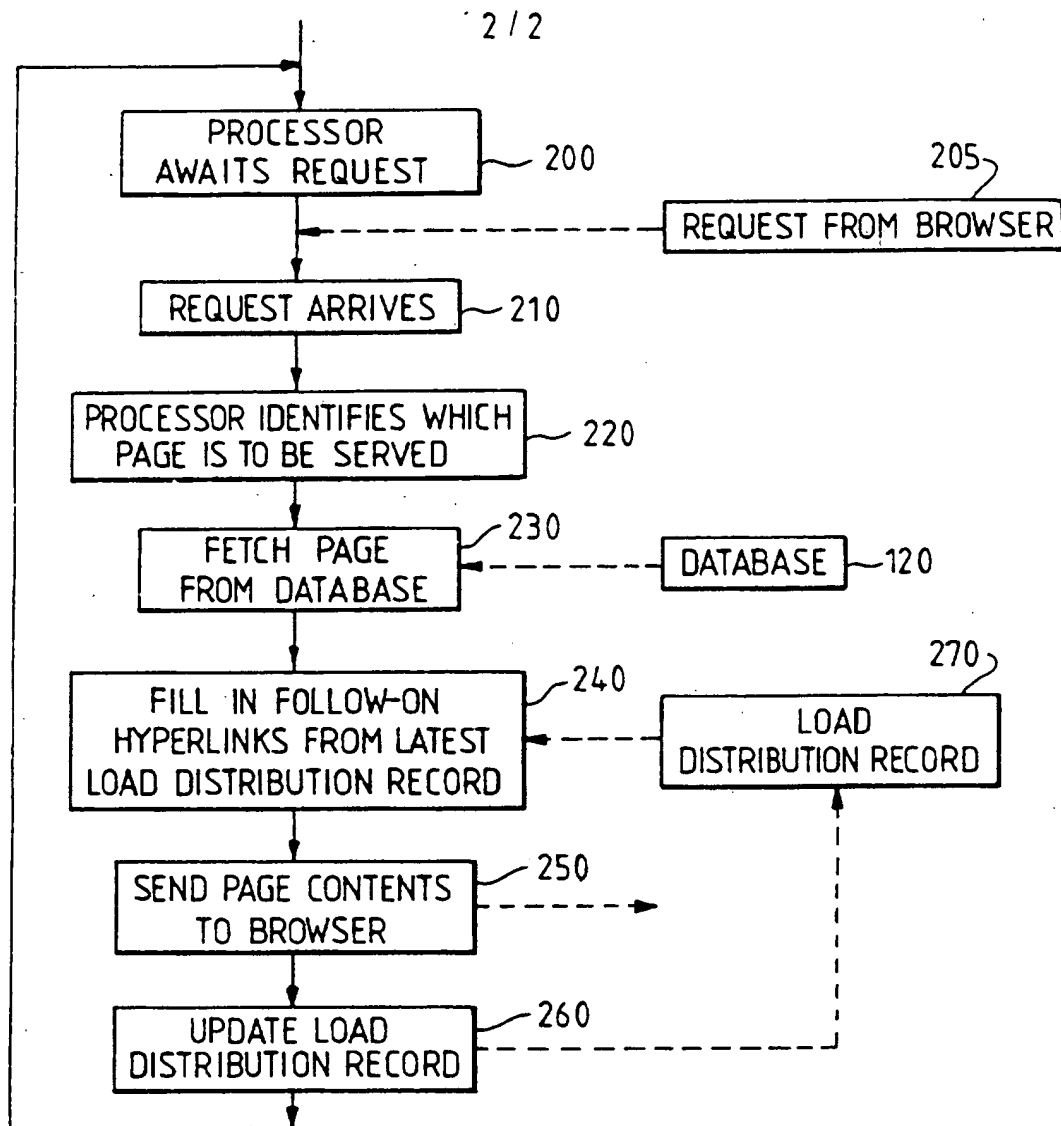 2/2
PROCESSOR
AWAITS REQUEST
200
205
REQUEST FROM BROWSER
REQUEST ARRIVES
210
PROCESSOR IDENTIFIES WHICH
PAGE IS TO BE SERVED
220
230
FETCH PAGE
FROM DATABASE
DATABASE
120
240
FILL IN FOLLOW-ON
HYPERLINKS FROM LATEST
LOAD DISTRIBUTION RECORD
270
LOAD
DISTRIBUTION RECORD
250
SEND PAGE CONTENTS
TO BROWSER
260
UPDATE LOAD
DISTRIBUTION RECORD